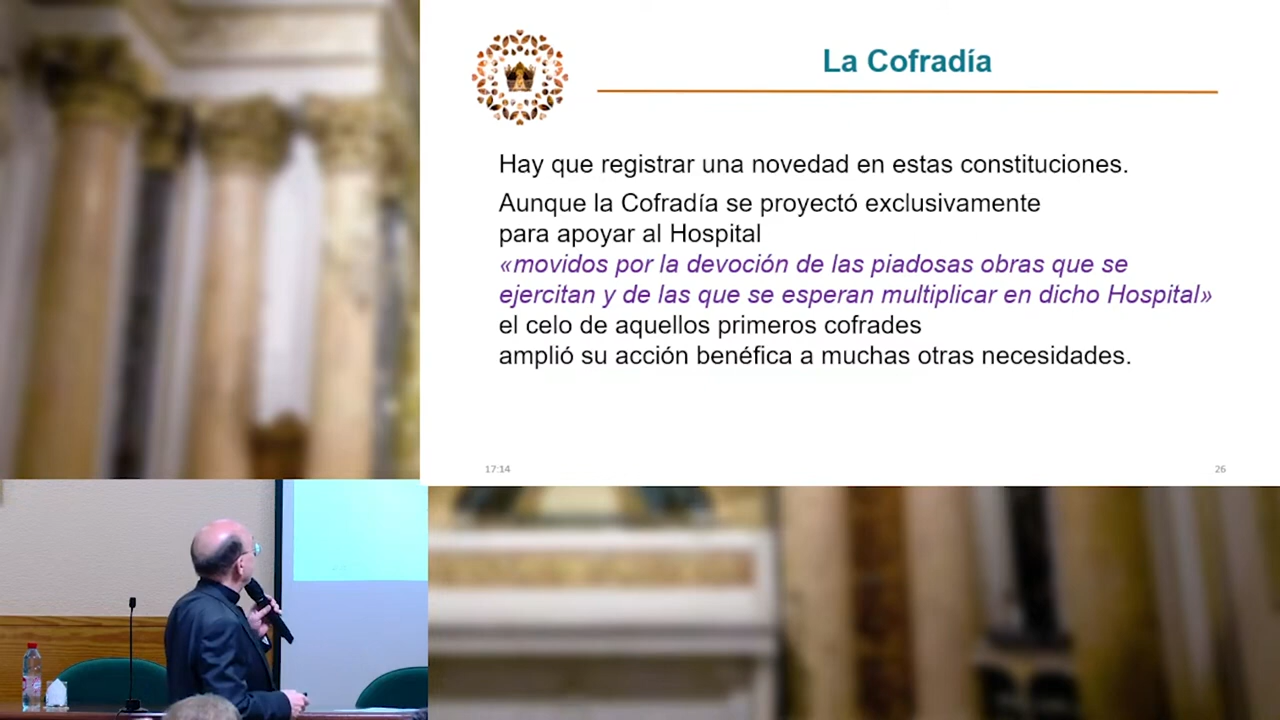 La Cofradía
Hay que registrar una novedad en estas constituciones.
Aunque la Cofradía se proyectó exclusivamente
para apoyar al Hospital
«movidos por la devoción de las piadosas obras que se
ejercitan y de las que se esperan multiplicar en dicho Hospital»
el celo de aquellos primeros cofrades
amplió su acción benéfica a muchas otras necesidades.
17:14
26